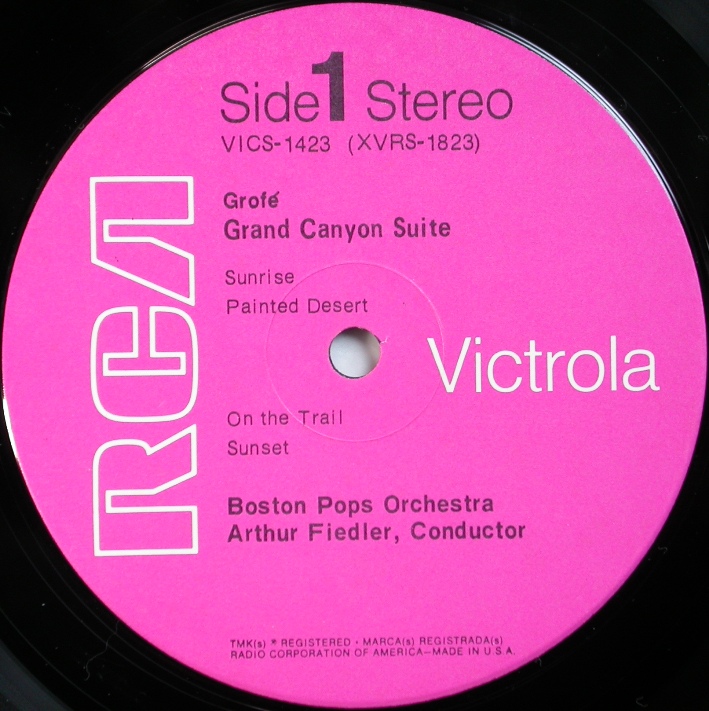 Side 1 Stereo
VICS-1423 (XVRS-1823)
RCA
Grofé
Grand Canyon Suite
Sunrise
Painted Desert
Victrola
On the Trail
Sunset
Boston Pops Orchestra
Arthur Fiedler, Conductor
TMK(s) ® REGISTERED • MARCA(s) REGISTRADA(s)
RADIO CORPORATION OF AMERICA—MADE IN U.S.A.